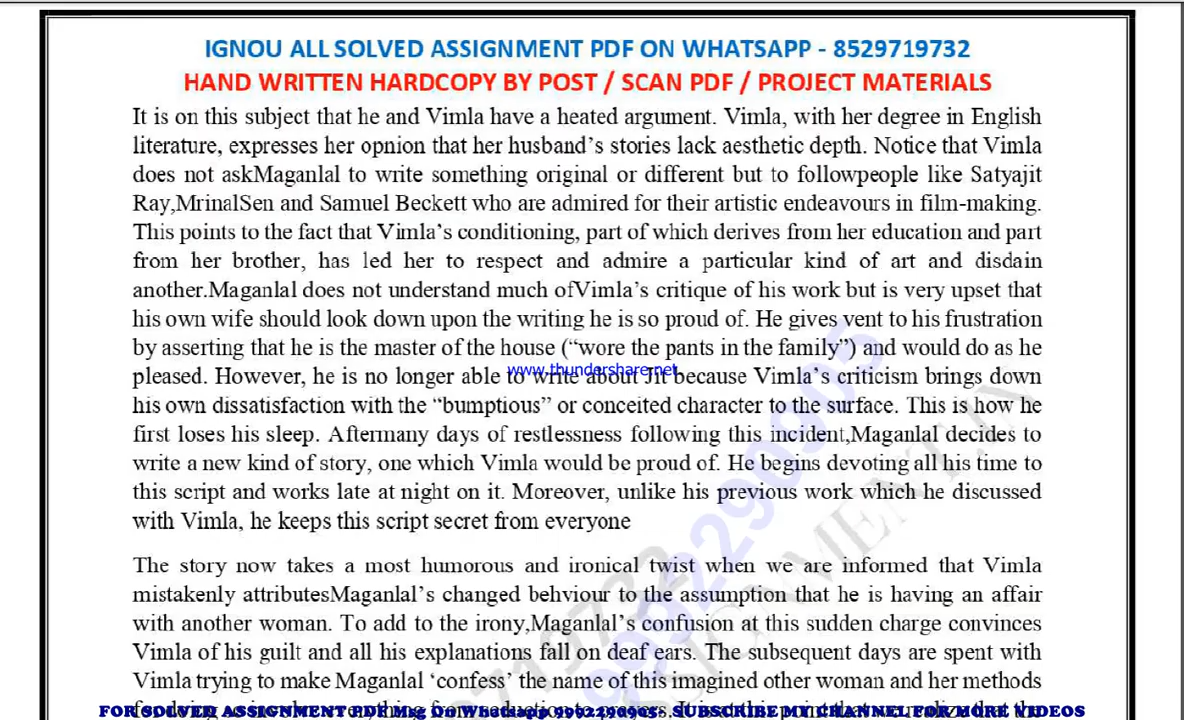 IGNOU ALL SOLVED ASSIGNMENT PDF ON WHATSAPP - 8529719732
HAND WRITTEN HARDCOPY BY POST / SCAN PDF / PROJECT MATERIALS
It is on this subject that he and Vimla have a heated argument. Vimla, with her degree in English
literature, expresses her opnion that her husband's stories lack aesthetic depth. Notice that Vimla
does not askMaganlal to write something original or different but to followpeople like Satyajit
Ray,MrinalSen and Samuel Beckett who are admired for their artistic endeavours in film-making.
This points to the fact that Vimla's conditioning, part of which derives from her education and part
from her brother, has led her to respect and admire a particular kind of art and disdain
another.Maganlal does not understand much ofVimla's critique of his work but is very upset that
his own wife should look down upon the writing he is so proud of. He gives vent to his frustration
by asserting that he is the master of the house (“wore the pants in the family”) and would do as he
pleased. However, he is no longer able to write about Jit because Vimla's criticism brings down
www.thundershare.net
his own dissatisfaction with the “bumptious” or conceited character to the surface. This is how he
first loses his sleep. Aftermany days of restlessness following this incident,Maganlal decides to
write a new kind of story, one which Vimla would be proud of. He begins devoting all his time to
this script and works late at night on it. Moreover, unlike his previous work which he discussed
with Vimla, he keeps this script secret from everyone
The story now takes a most humorous and ironical twist when we are informed that Vimla
mistakenly attributesMaganlal's changed behviour to the assumption that he is having an affair
with another woman. To add to the irony,Maganlal's confusion at this sudden charge convinces
Vimla of his guilt and all his explanations fall on deaf ears. The subsequent days are spent with
Vimla trying to make Maganlal ‘confess’ the name of this imagined other woman and her methods
FOR SOLVED ASSIGNMENT PDF Msg On Whatsapp 9992290905 . SUBSCRIBE MY CHANNEL FOR MORE VIDEOS